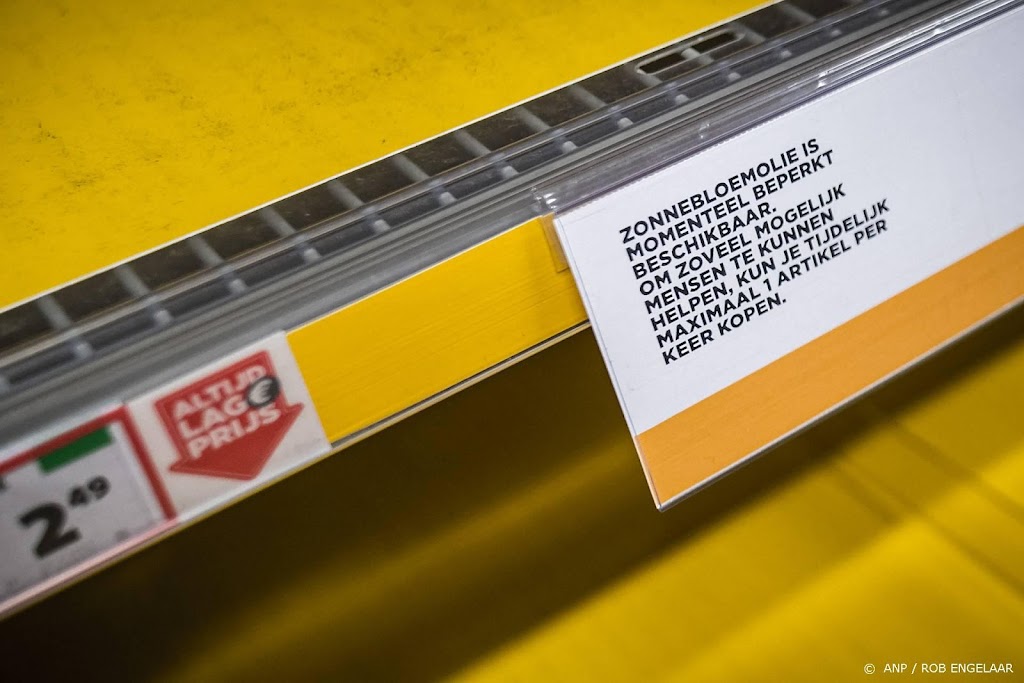 ZONNEBLOEMOLIE IS
MOMENTEEL BEPERKT
BESCHIKBAAR.
OM ZOVEEL MOGELIJK
MENSEN TE KUNNEN
HELPEN, KUN JE TIJDELIJK
MAXIMAAL 1 ARTIKEL PER
KEER KOPEN.
ALTIJD
LAGE
PRIJS
€
2.49
© ANP / ROB ENGELAAR